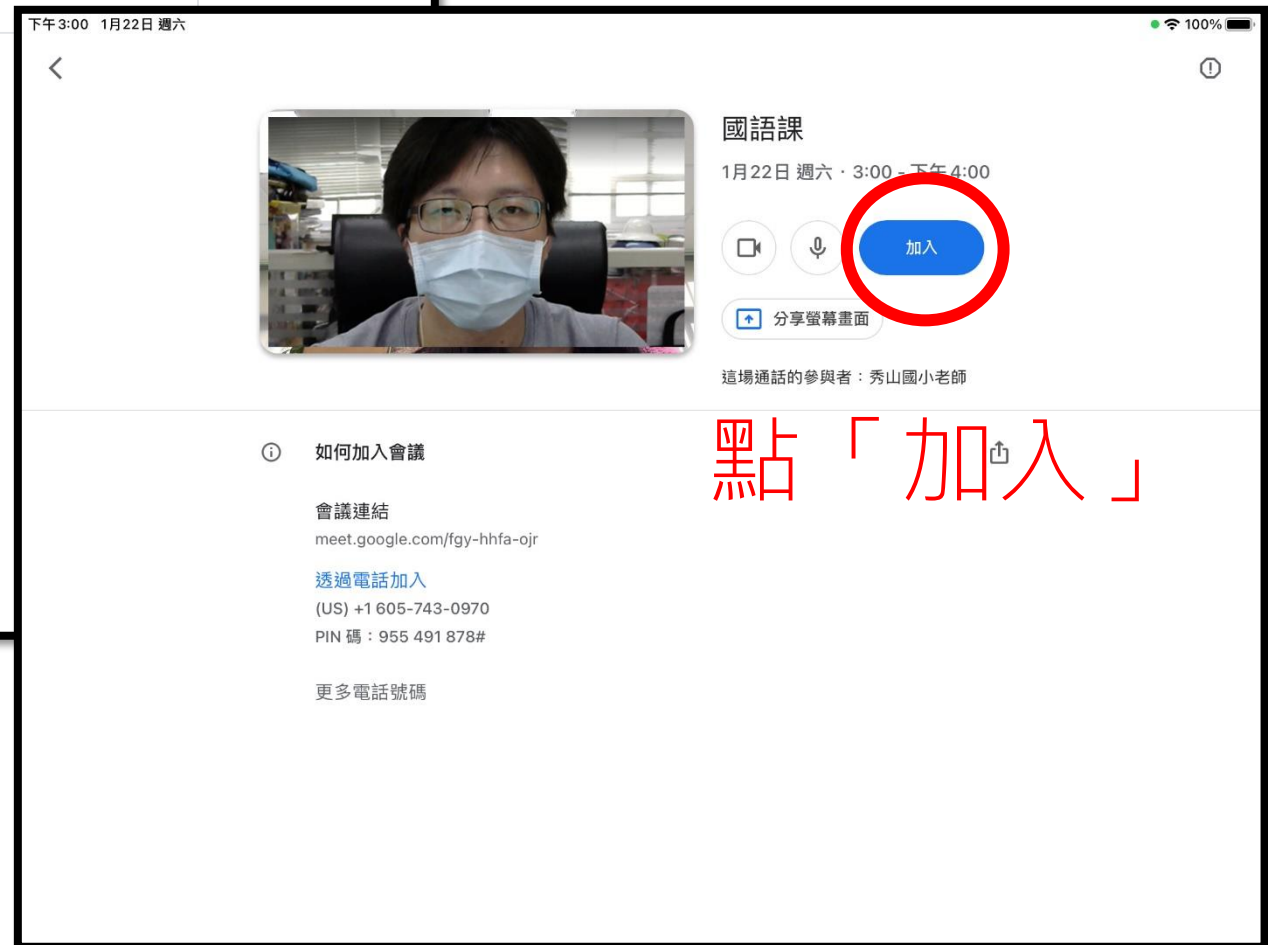 下午3:00 1月22日 週六
100%
國語課
1月22日 週六 · 3:00 - 下午4:00
加入
分享螢幕畫面
這場通話的參與者：秀山國小老師
點「加入」
如何加入會議
會議連結
meet.google.com/fgy-hhfa-ojr
透過電話加入
(US) +1 605-743-0970
PIN 碼：955 491 878#
更多電話號碼